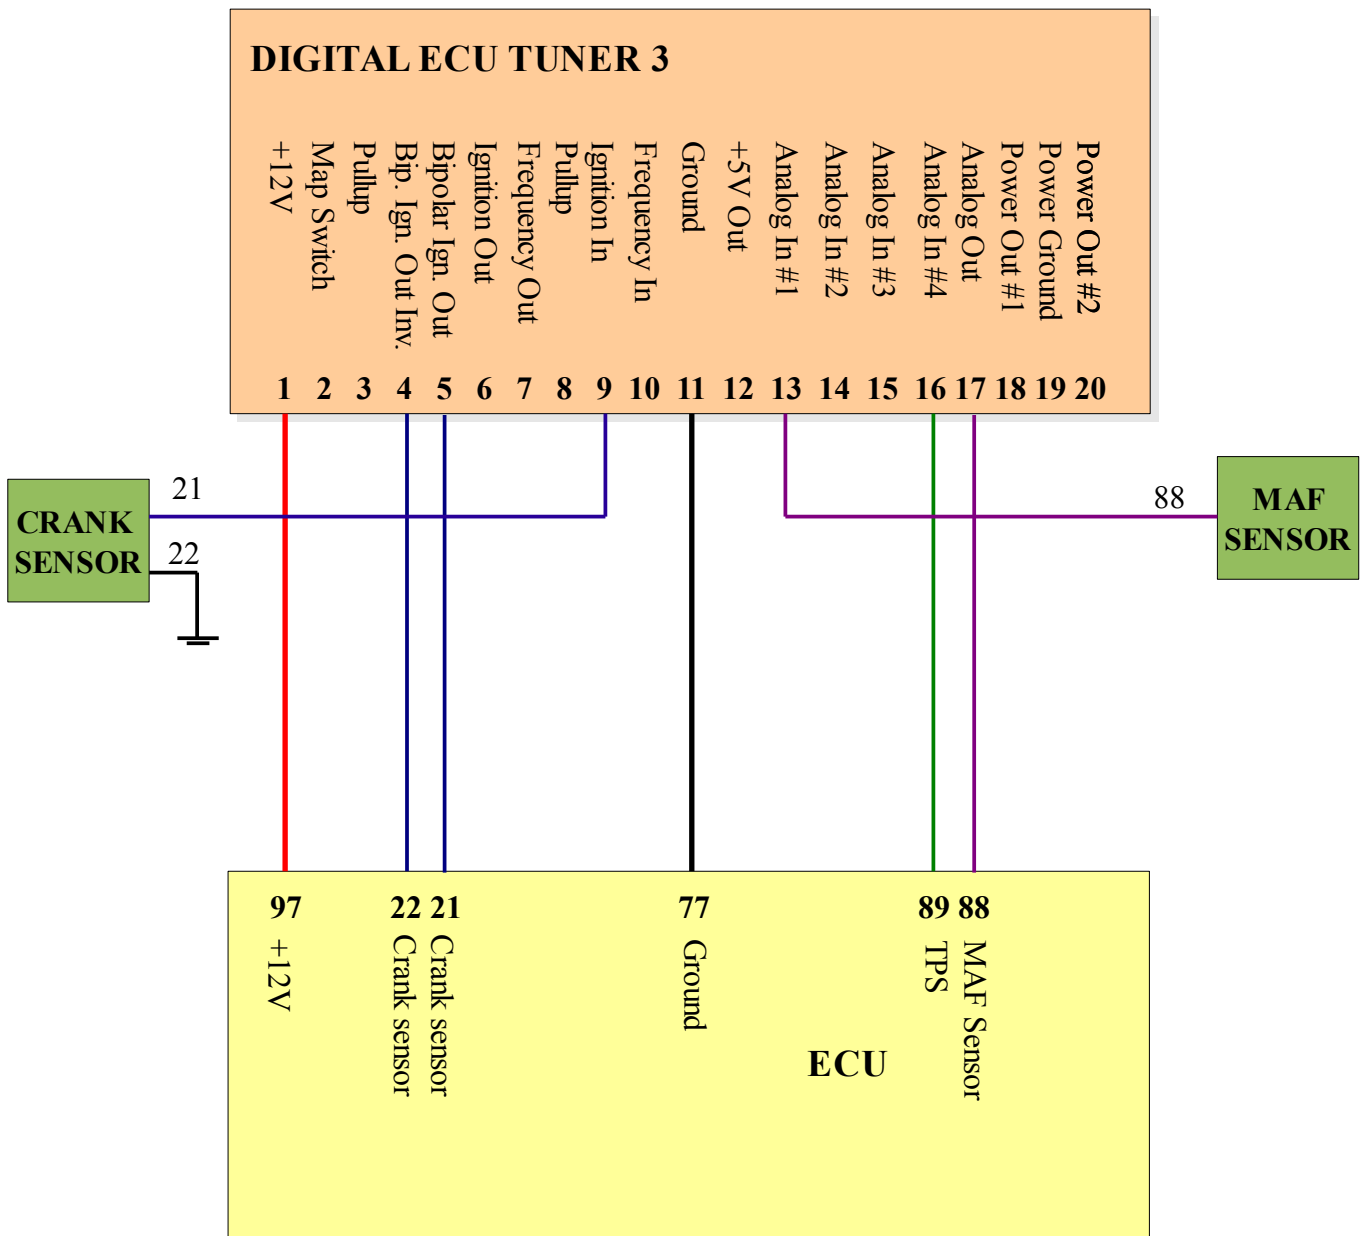 DIGITAL ECU TUNER 3
+12V
Map Switch
Pullup
Bip. Ign. Out Inv.
Bipolar Ign. Out
Ignition Out
Frequency Out
Pullup
Ignition In
Frequency In
Ground
+5V Out
Analog In #1
Analog In #2
Analog In #3
Analog In #4
Analog Out
Power Out #1
Power Ground
Power Out #2
1 2 3 4 5 6 7 8 9 10 11 12 13 14 15 16 17 18 19 20
CRANK
SENSOR
21
22
88
MAF
SENSOR
97 22 21 77 89 88
+12V
Crank sensor
Crank sensor
Ground
TPS
MAF Sensor
ECU